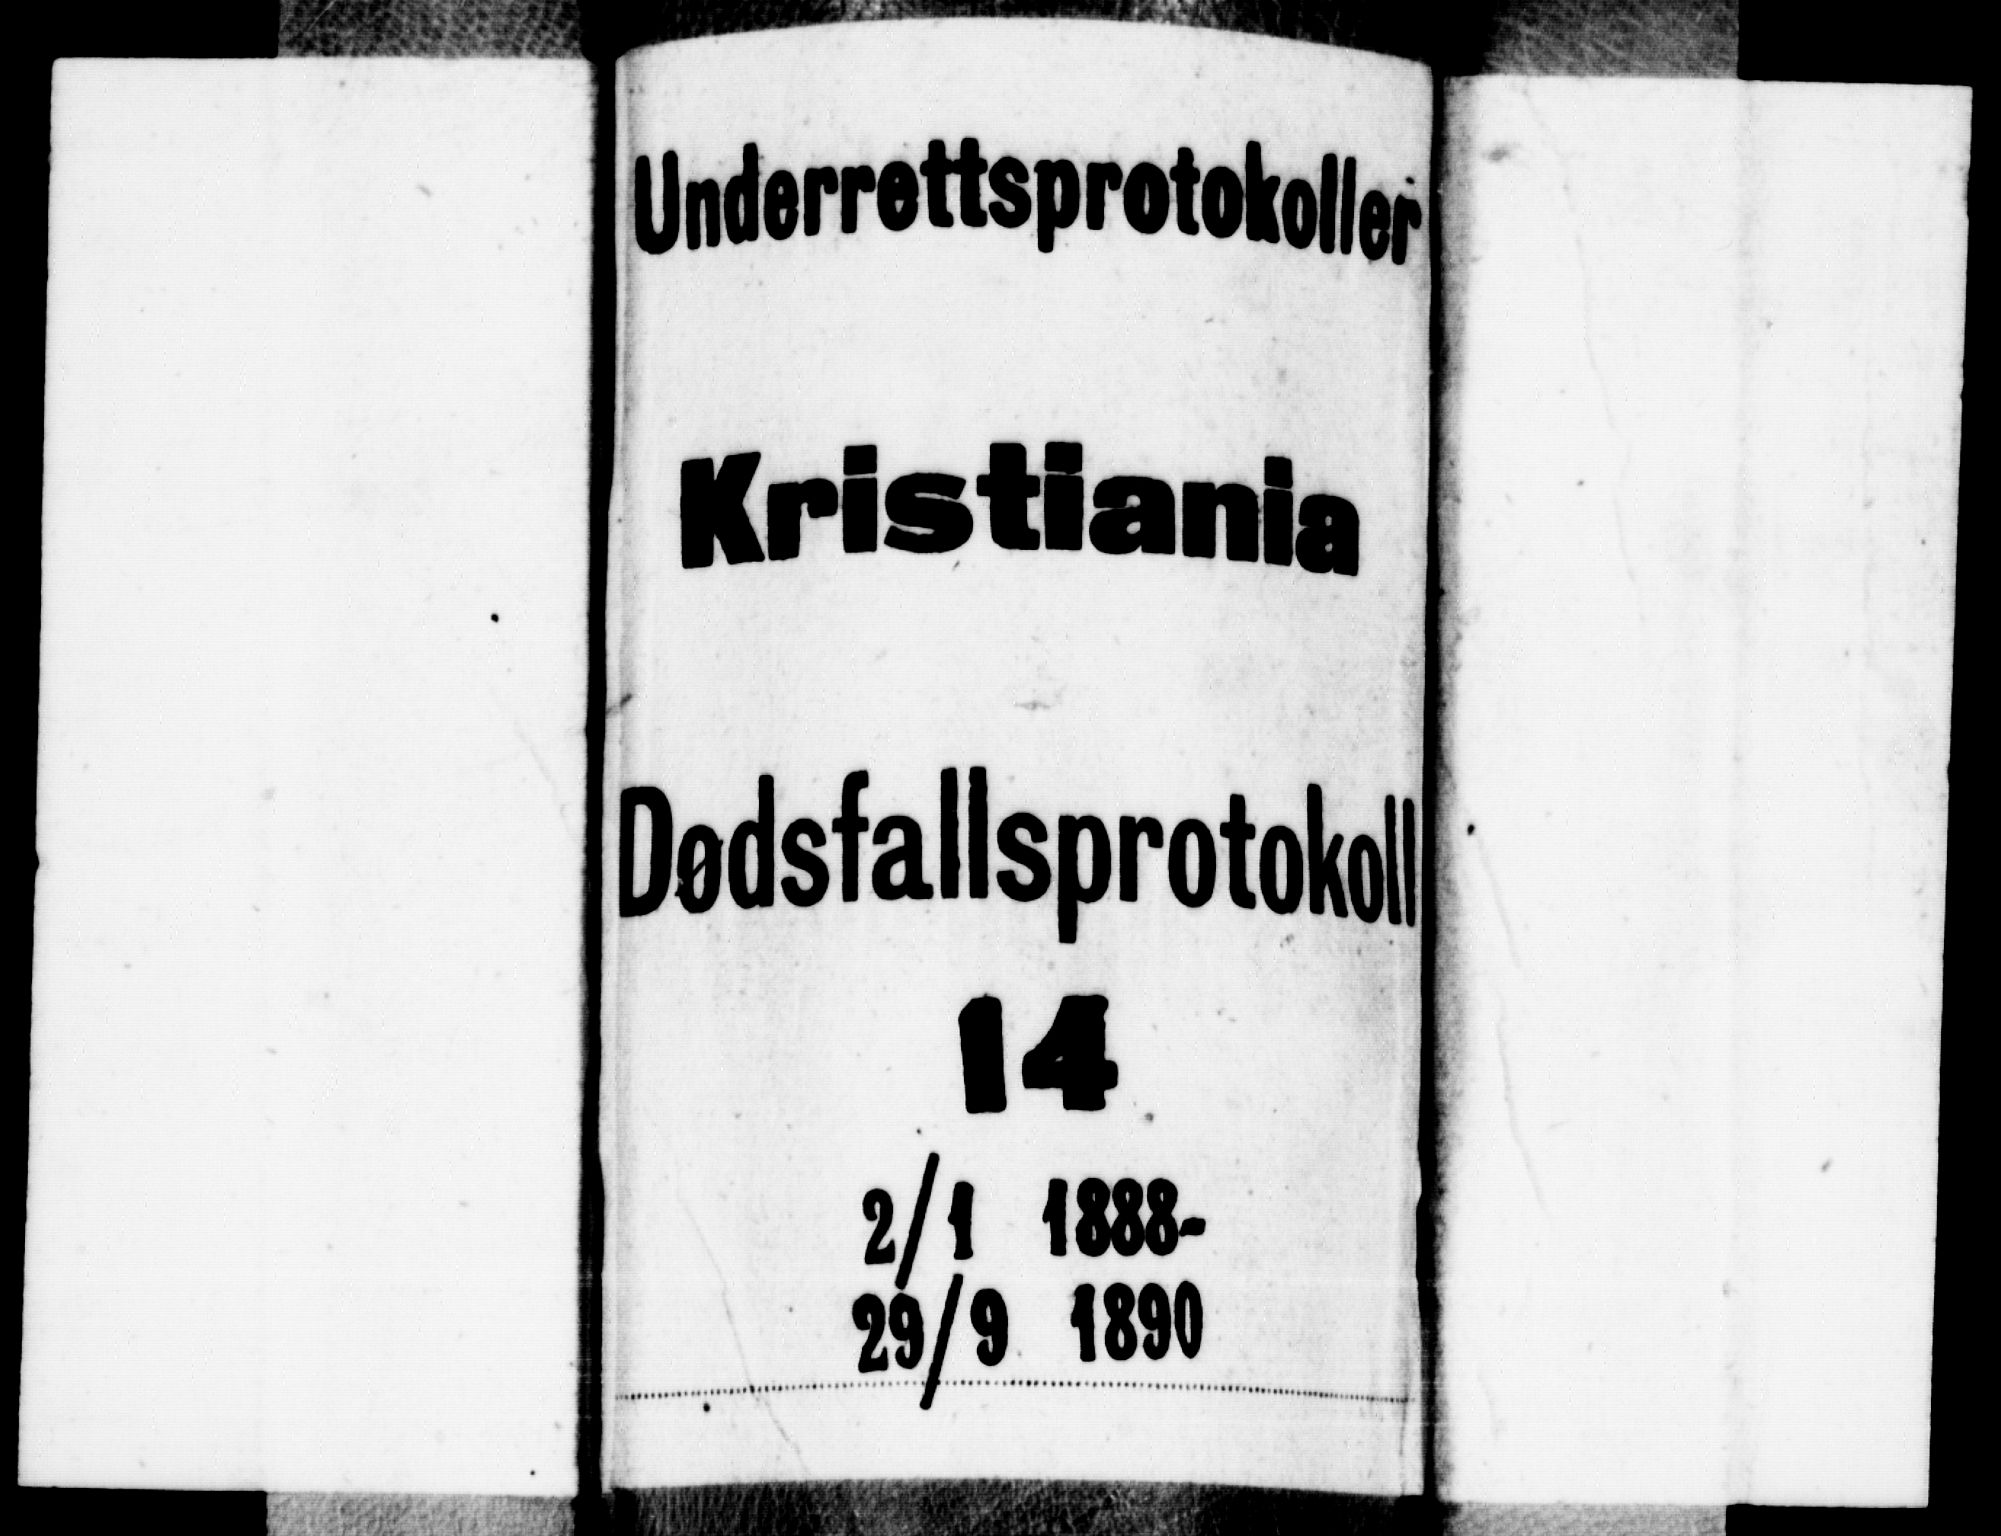 Underrettsprotokoller
Kristiania
Dødsfallsprotokoll
14
2/1 1888-
29/9 1890